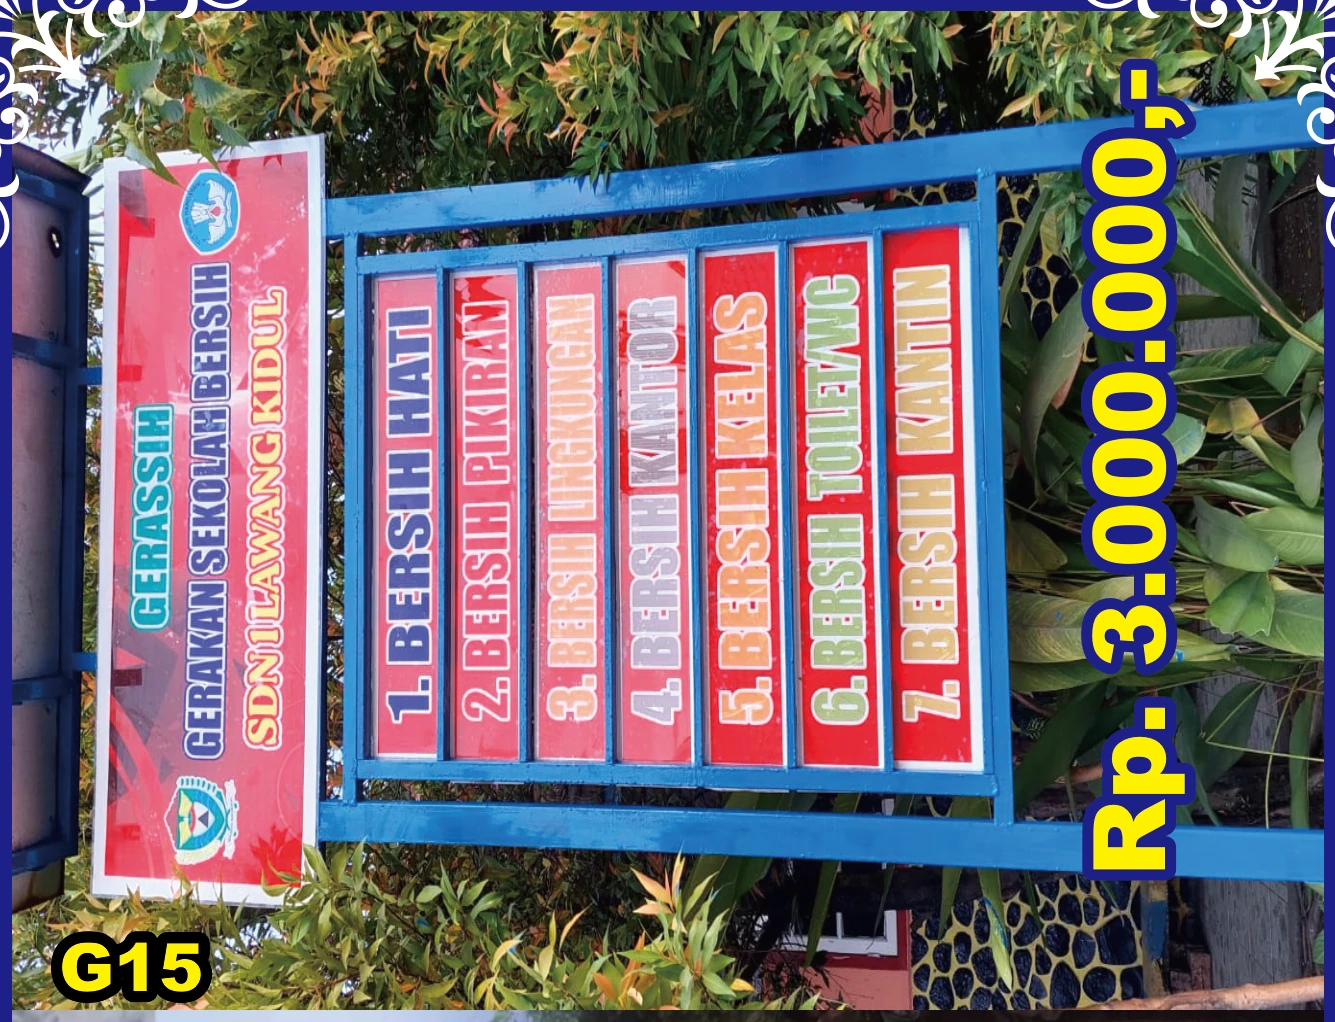 GERASSIH
GERAKAN SEKOLAH BERSIH
SDN 1 LAWANG KIDUL
1. BERSIH HATI
2. BERSIH PIKIRAN
3. BERSIH LINGKUNGAN
4. BERSIH KANTOR
5. BERSIH KELAS
6. BERSIH TOILET/WC
7. BERSIH KANTIN
Rp. 3.000.000,-
G15